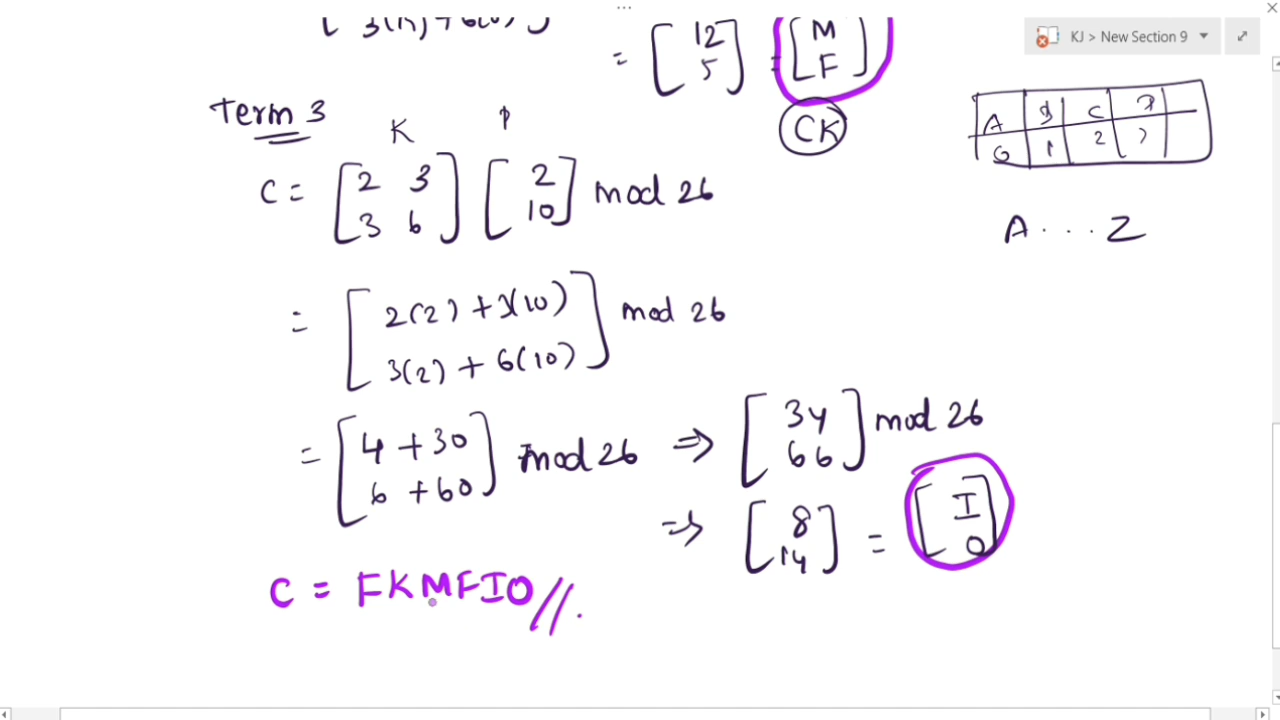 = [12 5] = [M F]
KJ > New Section 9
Term 3
CK
K P
A B C D
0 1 2 3
C = [2 3 3 6] [2 10] mod 26
A . . . Z
= [2(2) + 3(10) 3(2) + 6(10)] mod 26
= [4 + 30 6 + 60] mod 26 ⇒ [34 66] mod 26
⇒ [8 14] = [I O]
C = FKMFIO //.